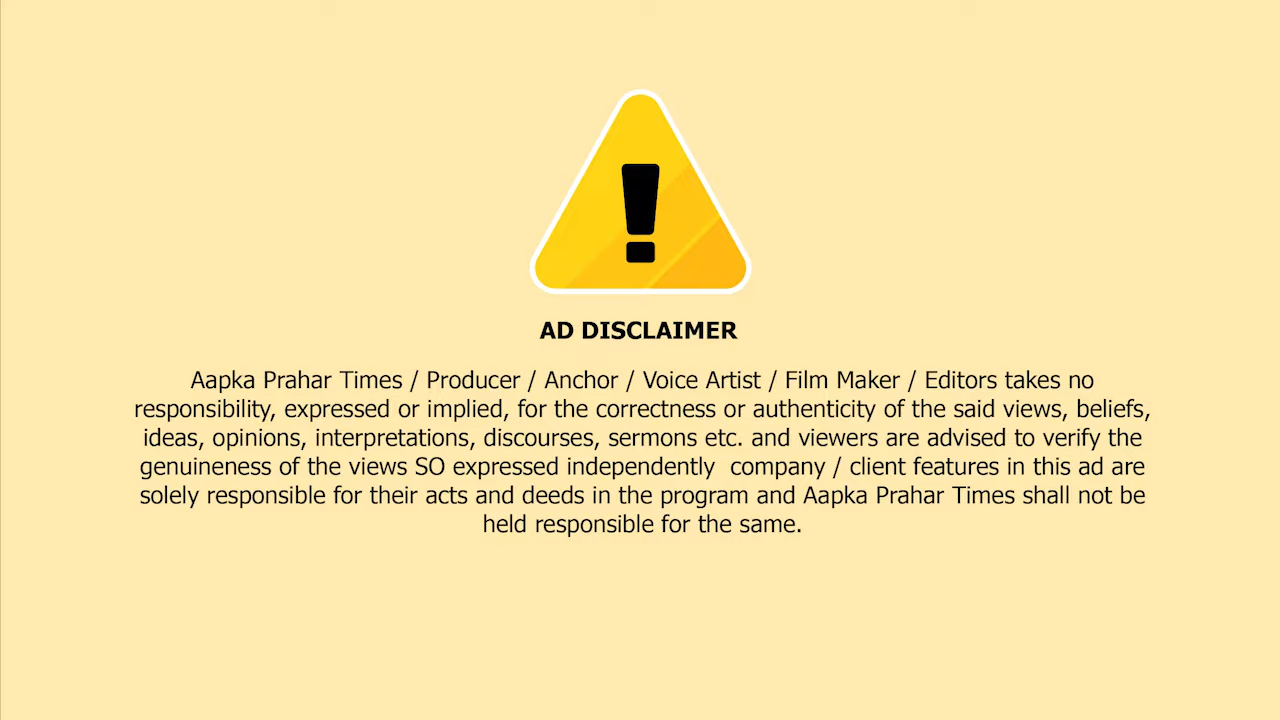 AD DISCLAIMER
Aapka Prahar Times / Producer / Anchor / Voice Artist / Film Maker / Editors takes no
responsibility, expressed or implied, for the correctness or authenticity of the said views, beliefs,
ideas, opinions, interpretations, discourses, sermons etc. and viewers are advised to verify the
genuineness of the views SO expressed independently  company / client features in this ad are
solely responsible for their acts and deeds in the program and Aapka Prahar Times shall not be
held responsible for the same.